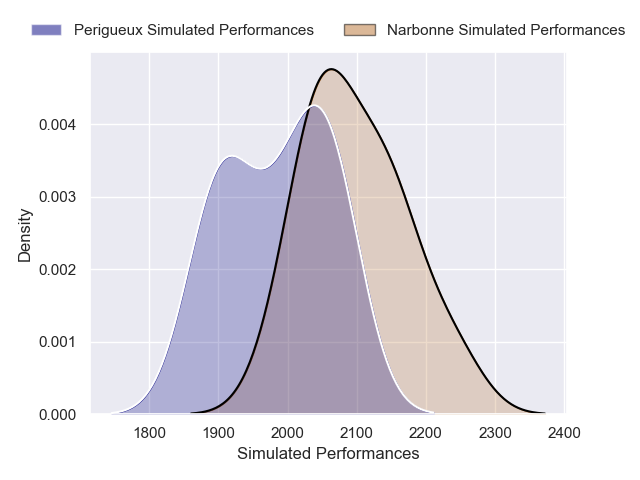 Perigueux Simulated Performances
Narbonne Simulated Performances
Density
0.004
0.003
0.002
0.001
0.000
1800 1900 2000 2100 2200 2300 2400
Simulated Performances